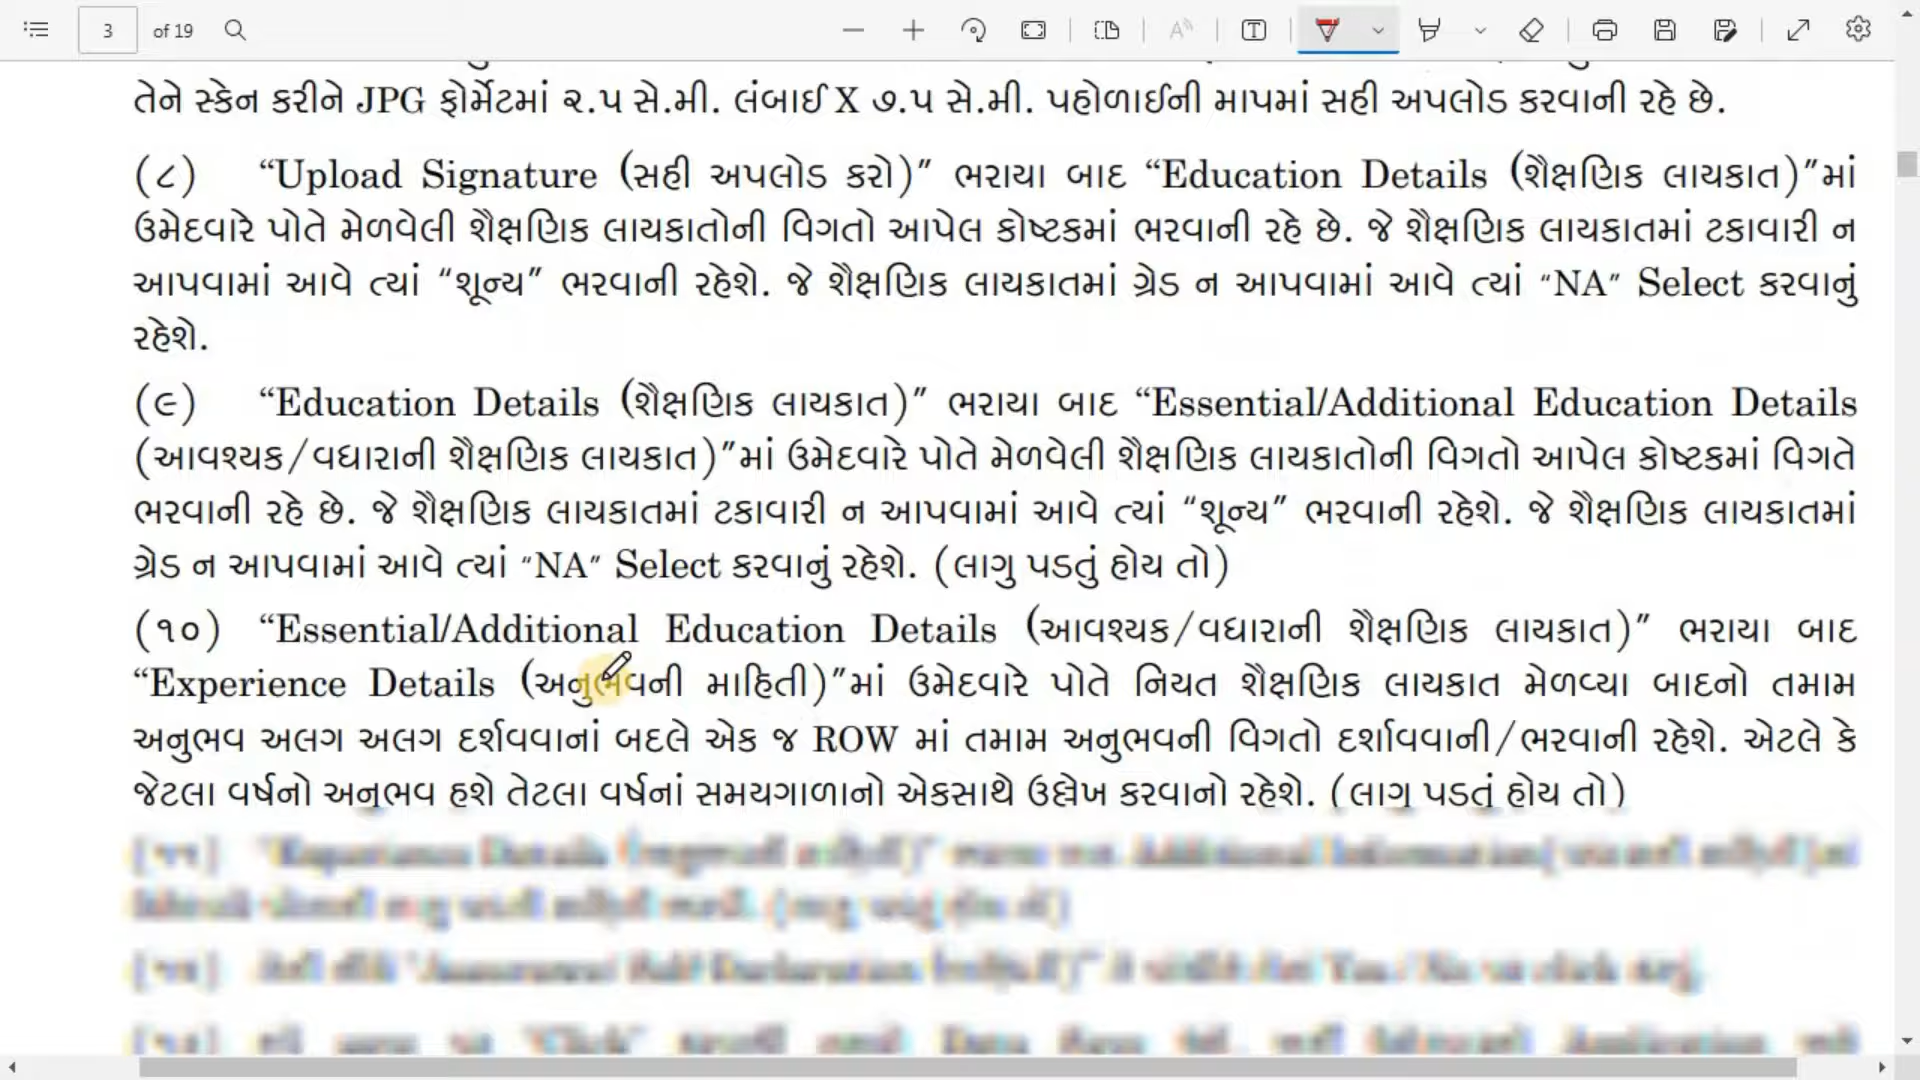 3 of 19
તેને સ્કેન કરીને JPG ફોર્મેટમાં ૨.૫ સે.મી. લંબાઈ X ૭.૫ સે.મી. પહોળાઈની માપમાં સહી અપલોડ કરવાની રહે છે.
(૮) “Upload Signature (સહી અપલોડ કરો)” ભરાયા બાદ “Education Details (શૈક્ષણિક લાયકાત)”માં
ઉમેદવારે પોતે મેળવેલી શૈક્ષણિક લાયકાતોની વિગતો આપેલ કોષ્ટકમાં ભરવાની રહે છે. જે શૈક્ષણિક લાયકાતમાં ટકાવારી ન
આપવામાં આવે ત્યાં “શૂન્ય” ભરવાની રહેશે. જે શૈક્ષણિક લાયકાતમાં ગ્રેડ ન આપવામાં આવે ત્યાં “NA” Select કરવાનું
રહેશે.
(૯) “Education Details (શૈક્ષણિક લાયકાત)” ભરાયા બાદ “Essential/Additional Education Details
(આવશ્યક/વધારાની શૈક્ષણિક લાયકાત)”માં ઉમેદવારે પોતે મેળવેલી શૈક્ષણિક લાયકાતોની વિગતો આપેલ કોષ્ટકમાં વિગતે
ભરવાની રહે છે. જે શૈક્ષણિક લાયકાતમાં ટકાવારી ન આપવામાં આવે ત્યાં “શૂન્ય” ભરવાની રહેશે. જે શૈક્ષણિક લાયકાતમાં
ગ્રેડ ન આપવામાં આવે ત્યાં “NA” Select કરવાનું રહેશે. (લાગુ પડતું હોય તો)
(૧૦) “Essential/Additional Education Details (આવશ્યક/વધારાની શૈક્ષણિક લાયકાત)” ભરાયા બાદ
“Experience Details (અનુભવની માહિતી)”માં ઉમેદવારે પોતે નિયત શૈક્ષણિક લાયકાત મેળવ્યા બાદનો તમામ
અનુભવ અલગ અલગ દર્શવવાનાં બદલે એક જ ROW માં તમામ અનુભવની વિગતો દર્શાવવાની/ભરવાની રહેશે. એટલે કે
જેટલા વર્ષનો અનુભવ હશે તેટલા વર્ષનાં સમયગાળાનો એકસાથે ઉલ્લેખ કરવાનો રહેશે. (લાગુ પડતું હોય તો)